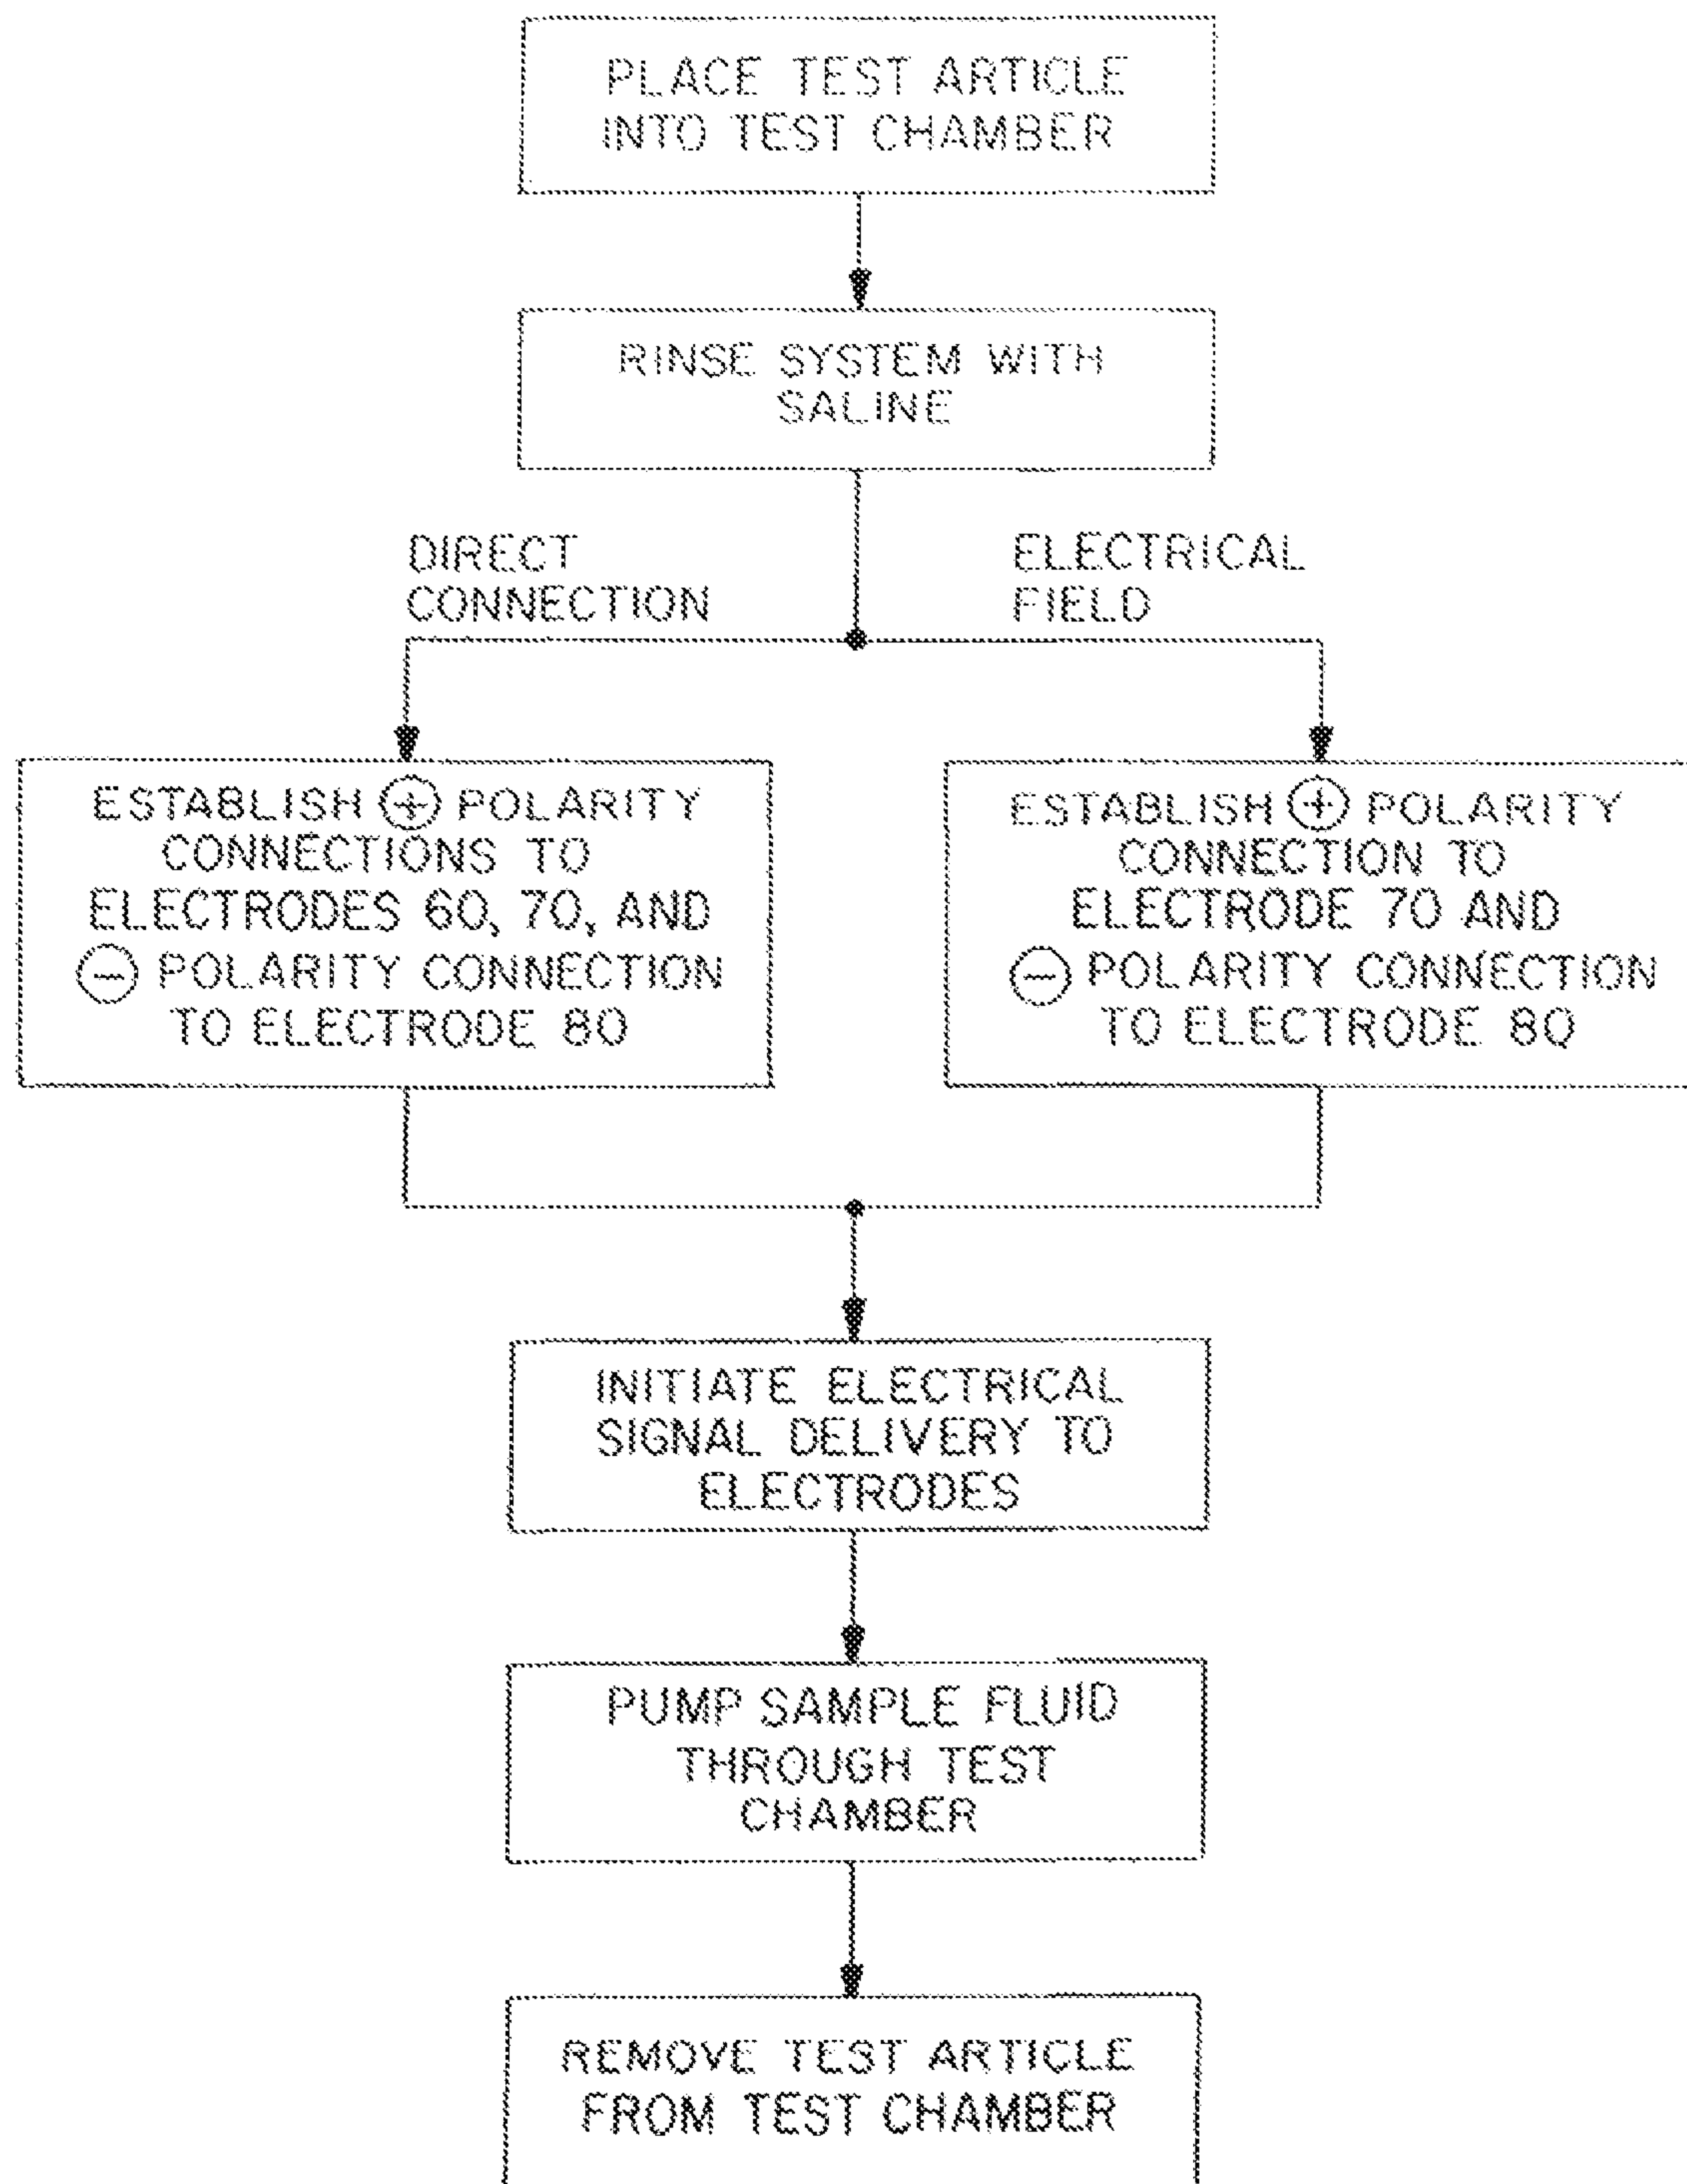 PLACE TEST ARTICLE
INTO TEST CHAMBER
RINSE SYSTEM WITH
SALINE
DIRECT
CONNECTION
ELECTRICAL
FIELD
ESTABLISH ⊕ POLARITY
CONNECTIONS TO
ELECTRODES 60, 70, AND
⊖ POLARITY CONNECTION
TO ELECTRODE 80
ESTABLISH ⊕ POLARITY
CONNECTION TO
ELECTRODE 70 AND
⊖ POLARITY CONNECTION
TO ELECTRODE 80
INITIATE ELECTRICAL
SIGNAL DELIVERY TO
ELECTRODES
PUMP SAMPLE FLUID
THROUGH TEST
CHAMBER
REMOVE TEST ARTICLE
FROM TEST CHAMBER